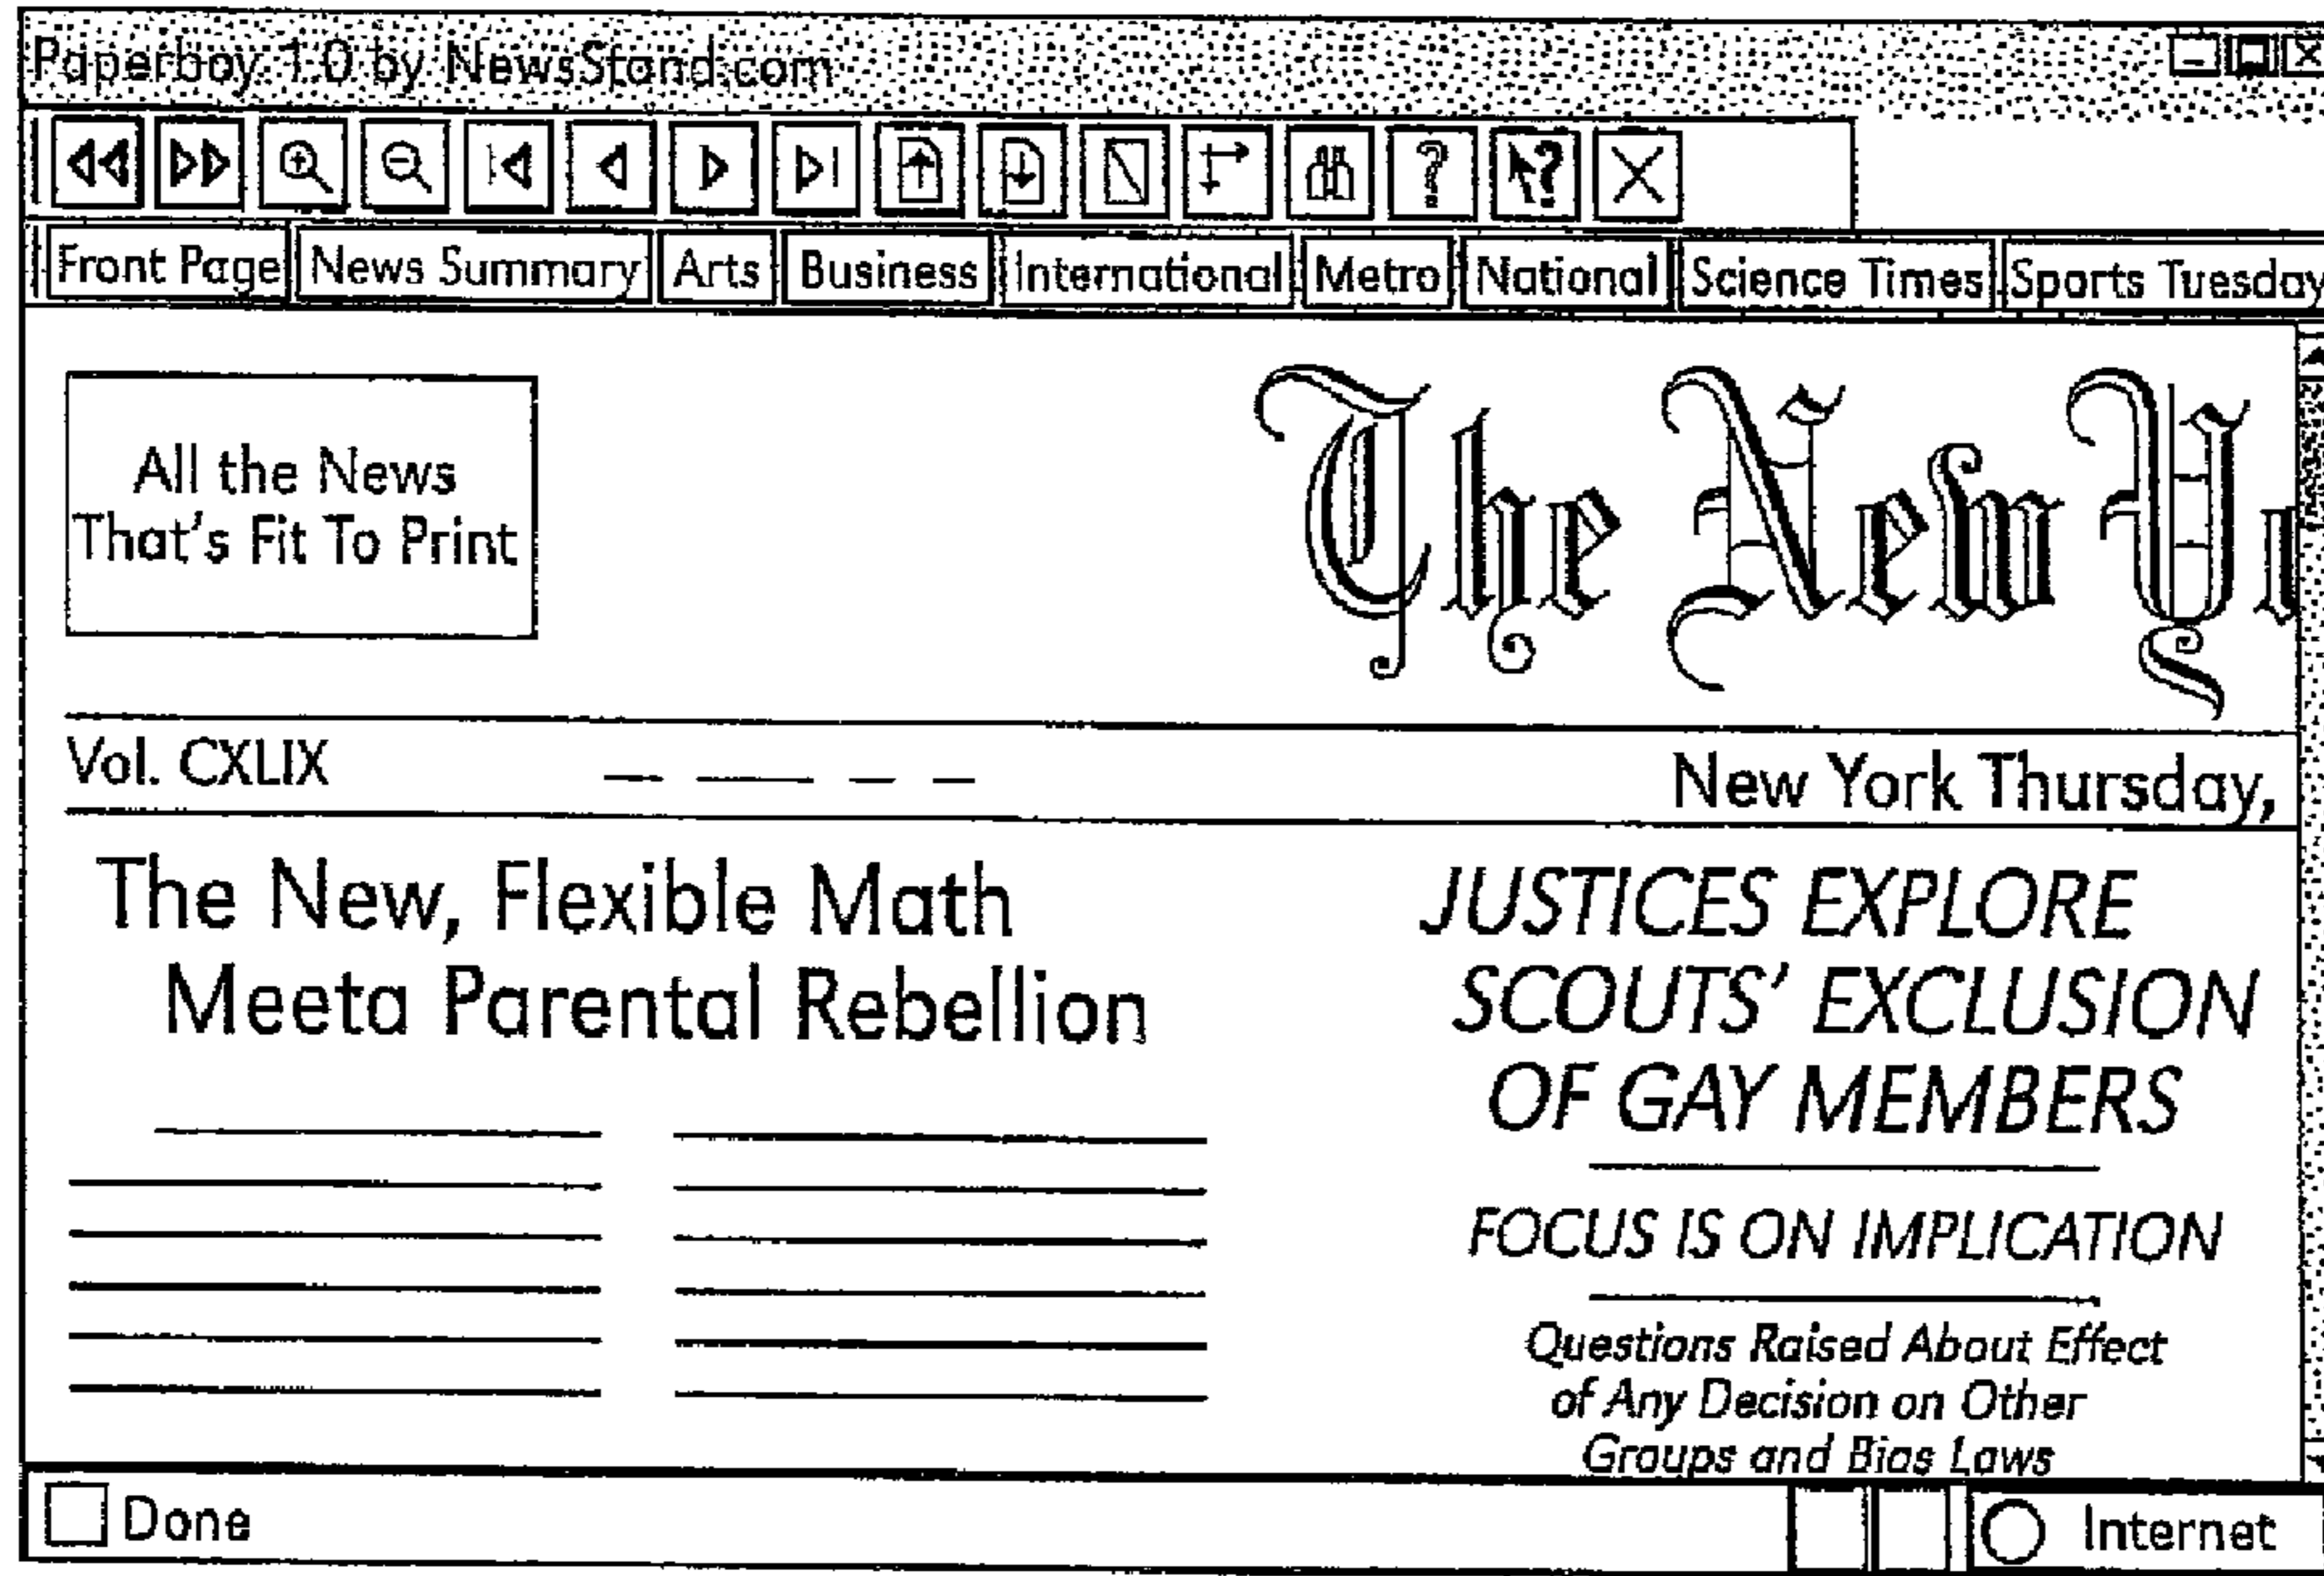 Paperboy 1.0 by NewsStand.com
Front Page News Summary Arts Business International Metro National Science Times Sports Tuesday
All the News
That's Fit To Print
The New Yo
Vol. CXLIX
New York Thursday,
The New, Flexible Math
Meeta Parental Rebellion
JUSTICES EXPLORE
SCOUTS' EXCLUSION
OF GAY MEMBERS
FOCUS IS ON IMPLICATION
Questions Raised About Effect
of Any Decision on Other
Groups and Bias Laws
Done
Internet